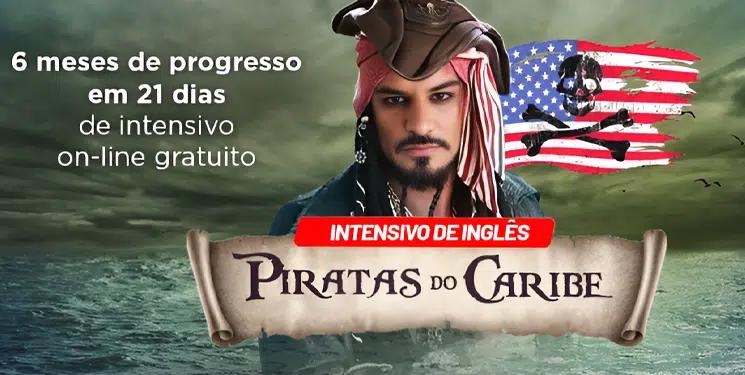 6 meses de progresso
em 21 dias
de intensivo
on-line gratuito
INTENSIVO DE INGLÊS
PIRATAS DO CARIBE